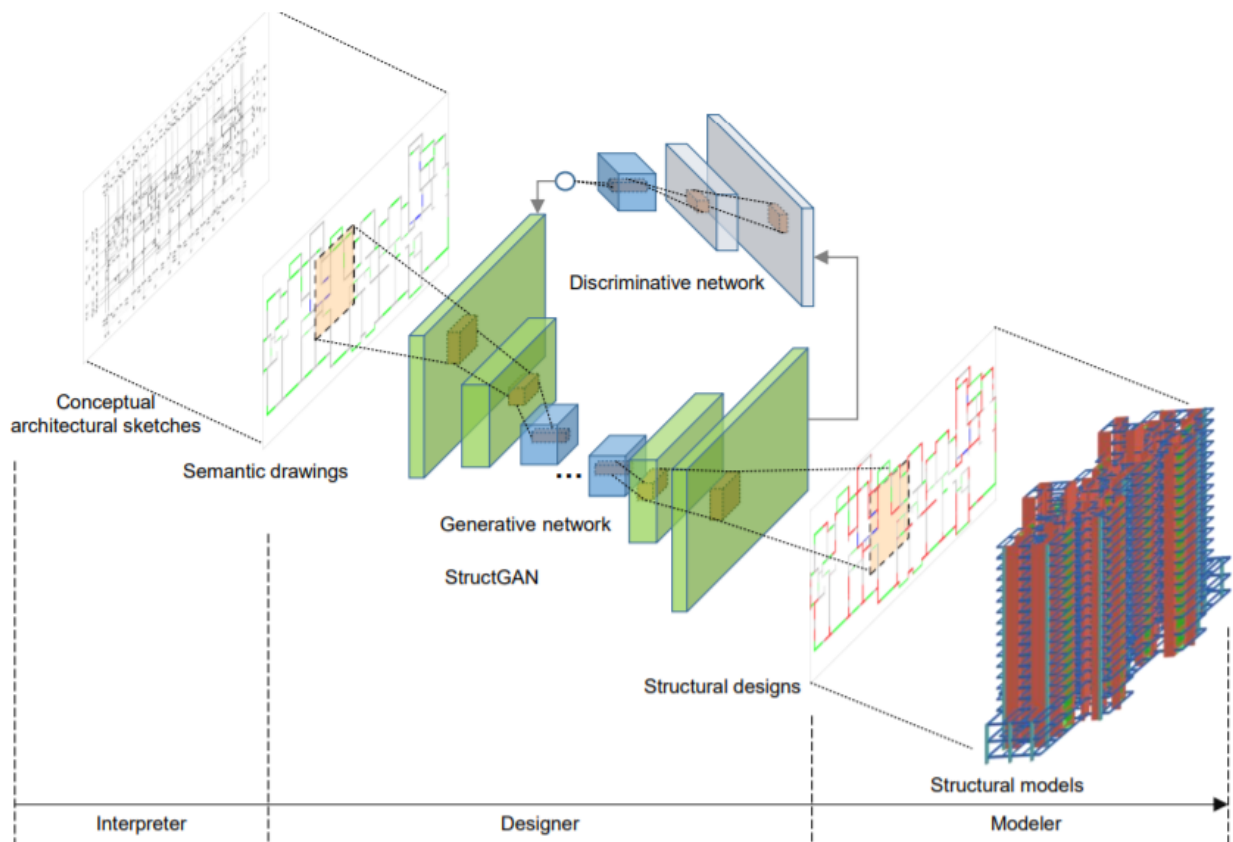 Conceptual
architectural sketches
Semantic drawings
Discriminative network
...
Generative network
StructGAN
Structural designs
Structural models
Interpreter
Designer
Modeler